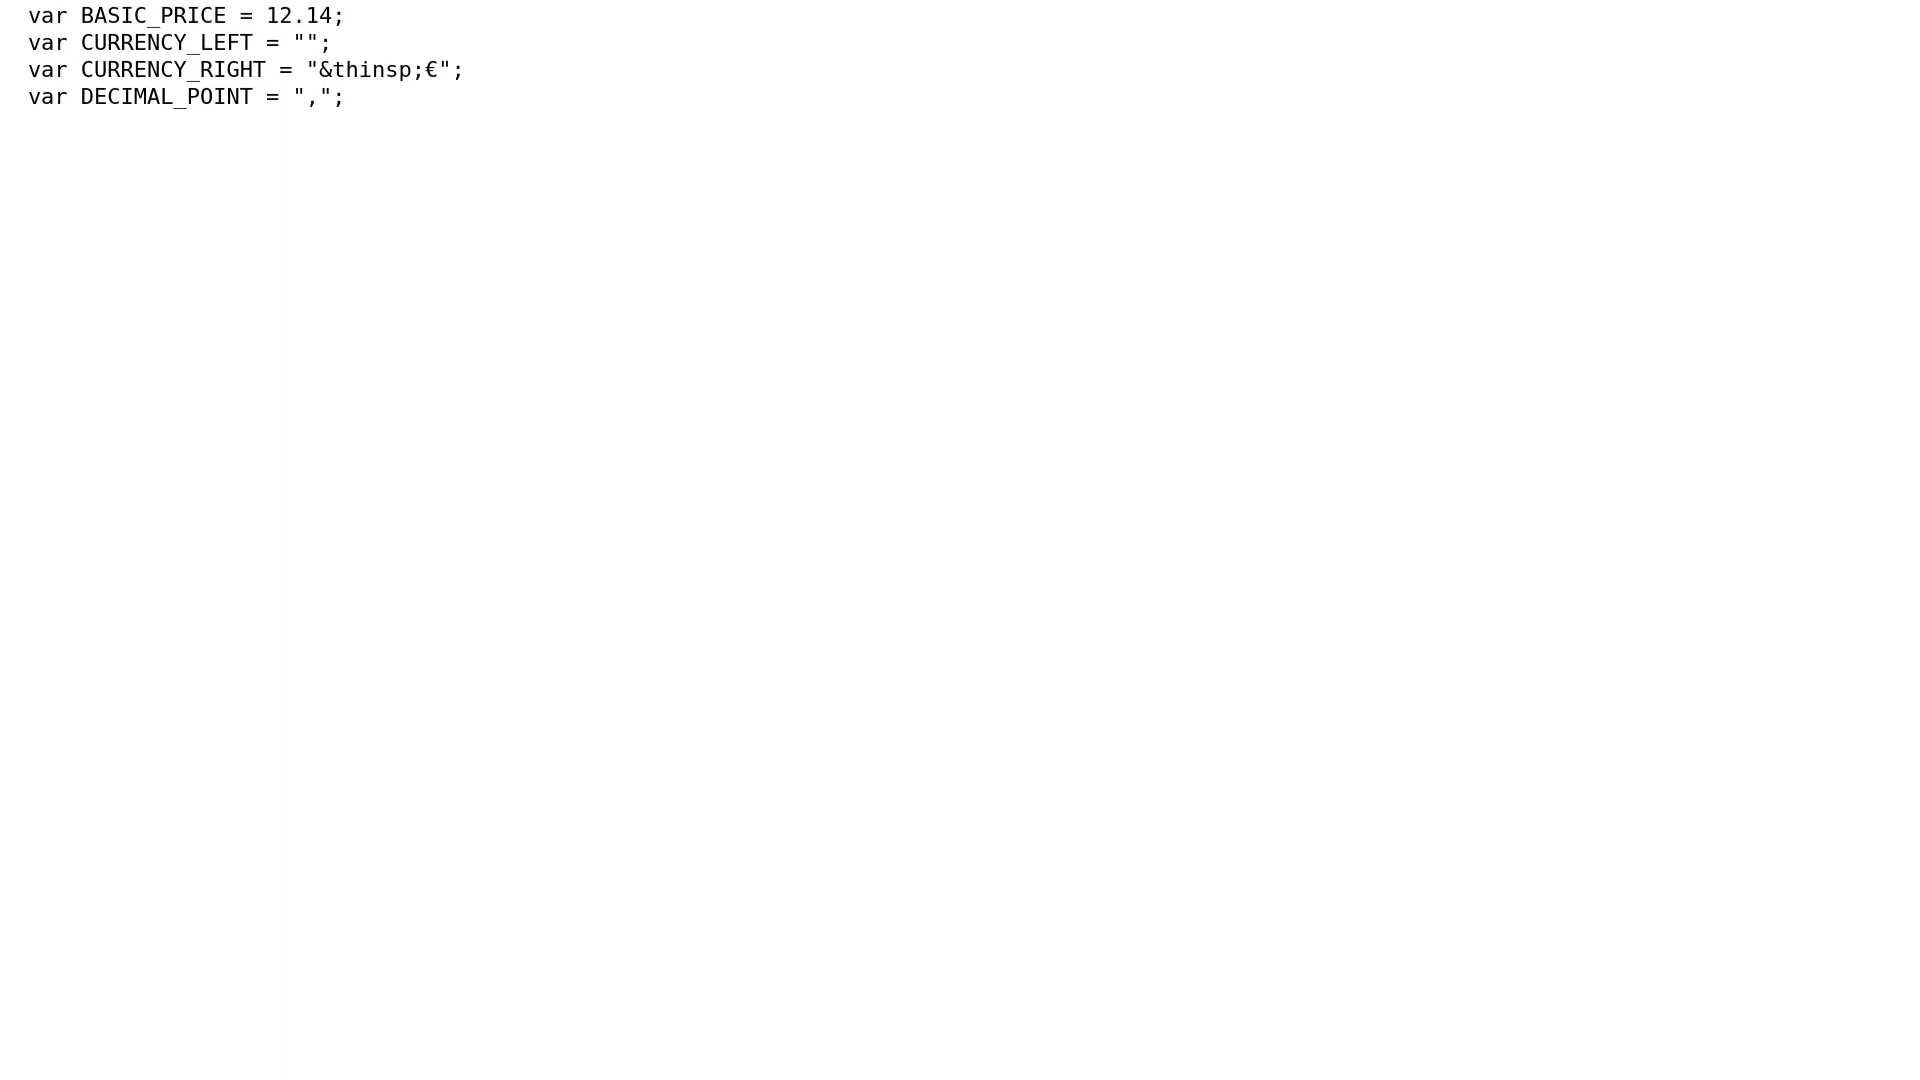 var BASIC_PRICE = 12.14;
var CURRENCY_LEFT = "";
var CURRENCY_RIGHT = "&thinsp;€";
var DECIMAL_POINT = ",";